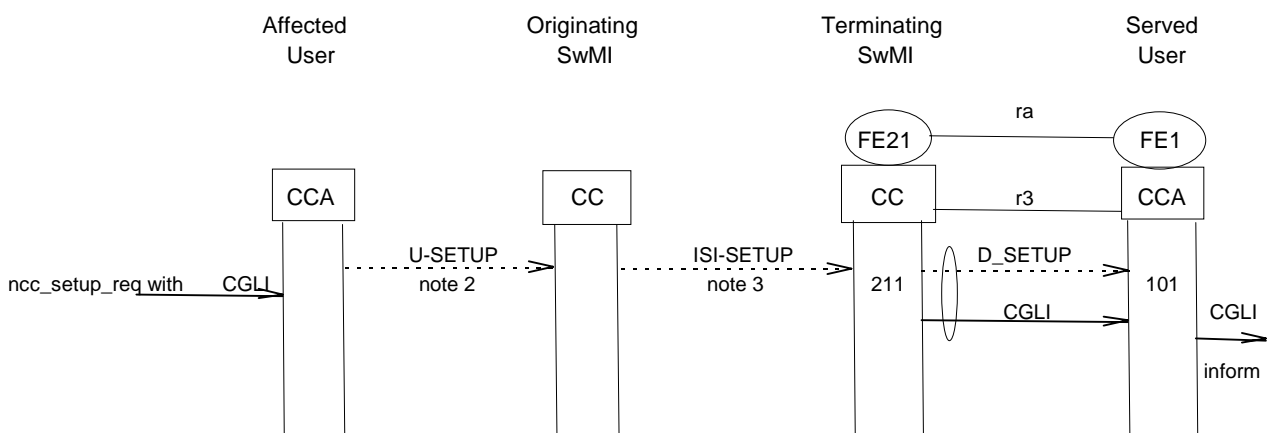 Affected
User
Originating
SwMI
Terminating
SwMI
Served
User
ra
FE21
FE1
CCA
CC
CC
r3
CCA
U-SETUP
note 2
ISI-SETUP
note 3
D_SETUP
ncc_setup_req with CGLI
211
101
CGLI
CGLI
inform